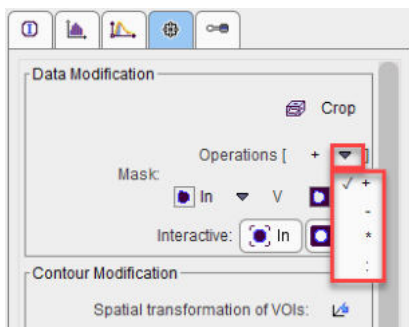 Data Modification
Crop
Operations [ + ]
Mask:
In V
Interactive: In
✓ +
-
*
:
Contour Modification
Spatial transformation of VOIs: